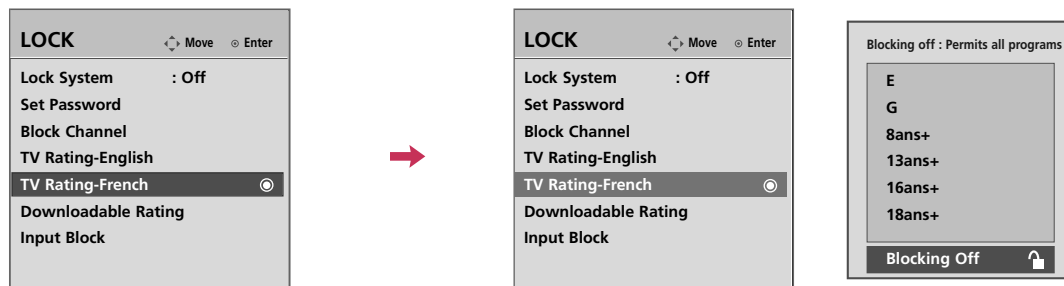 LOCK Move Enter
Lock System : Off
Set Password
Block Channel
TV Rating-English
TV Rating-French
Downloadable Rating
Input Block
LOCK Move Enter
Lock System : Off
Set Password
Block Channel
TV Rating-English
TV Rating-French
Downloadable Rating
Input Block
Blocking off : Permits all programs
E
G
8ans+
13ans+
16ans+
18ans+
Blocking Off